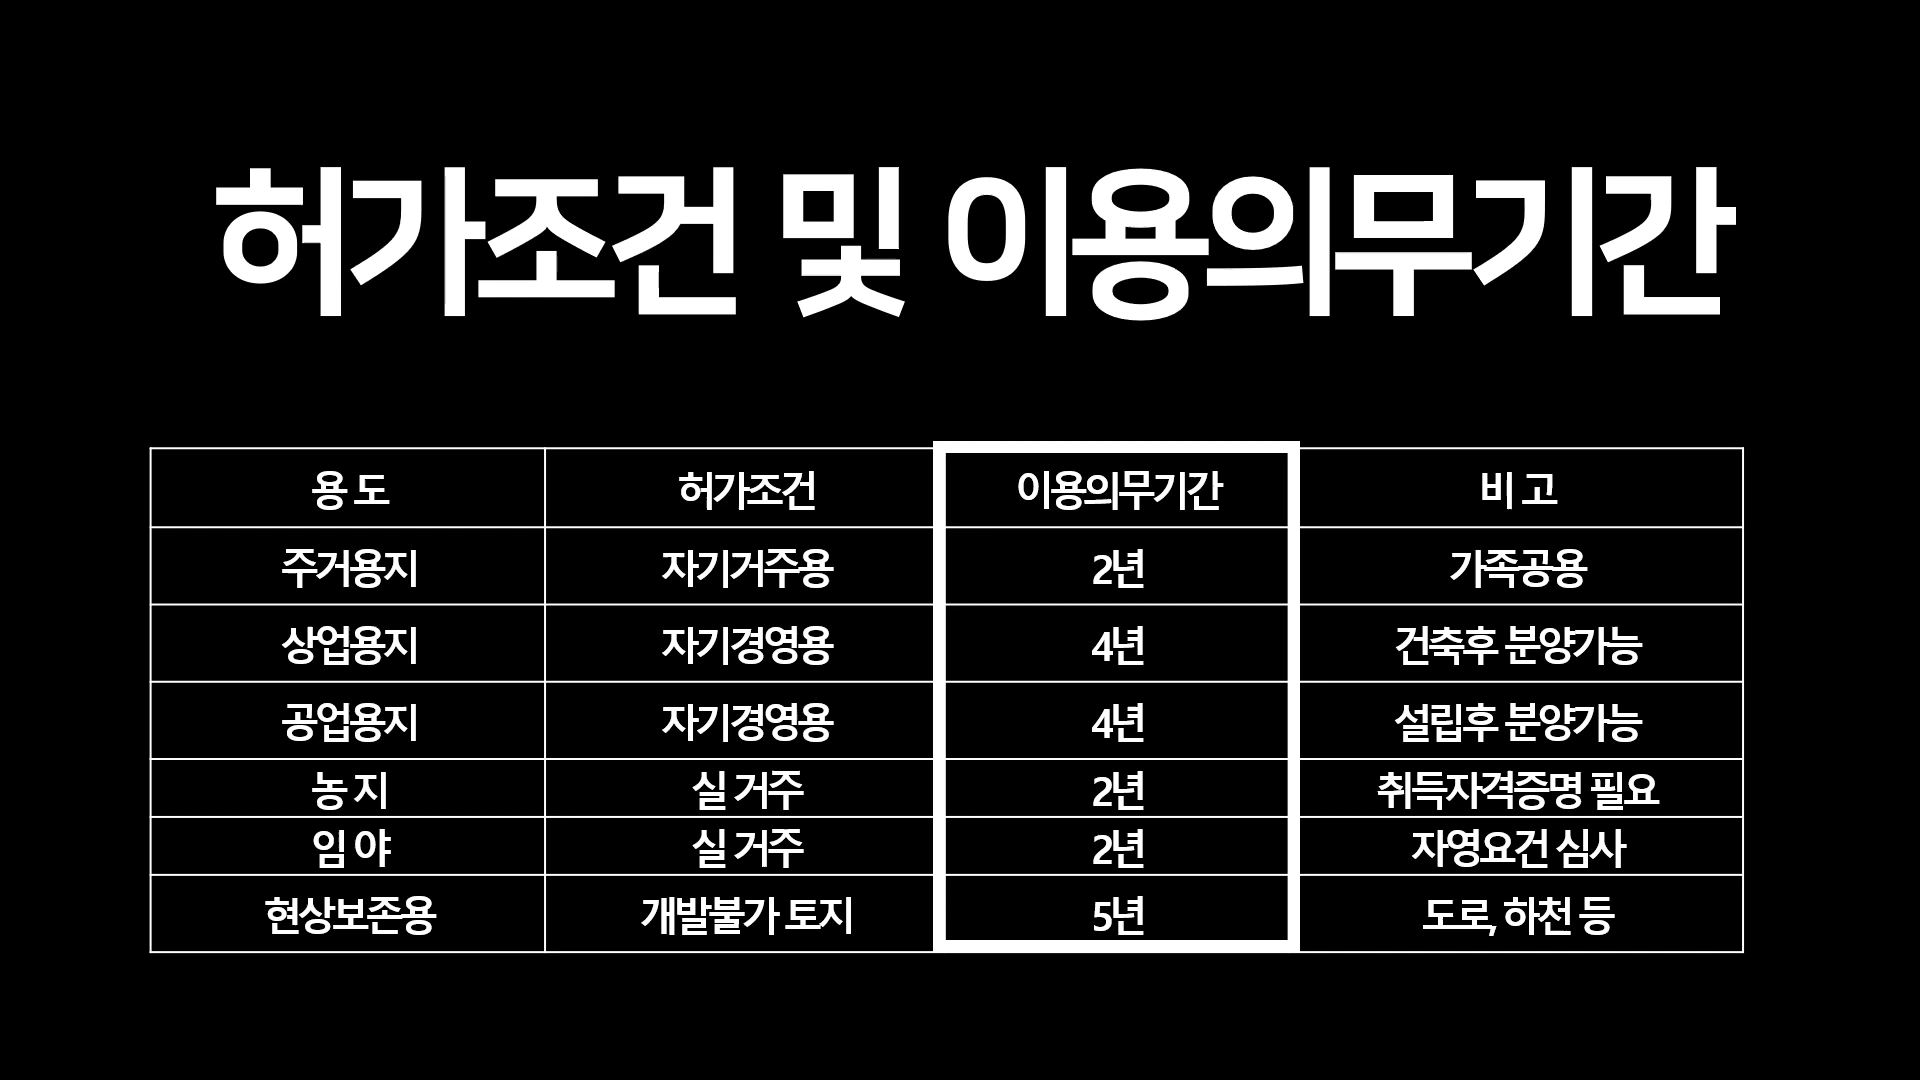 허가조건 및 이용의무기간
용 도 허가조건 이용의무기간 비 고
주거용지 자기거주용 2년 가족공용
상업용지 자기경영용 4년 건축후 분양가능
공업용지 자기경영용 4년 설립후 분양가능
농 지 실 거주 2년 취득자격증명 필요
임 야 실 거주 2년 자영요건 심사
현상보존용 개발불가 토지 5년 도로, 하천 등